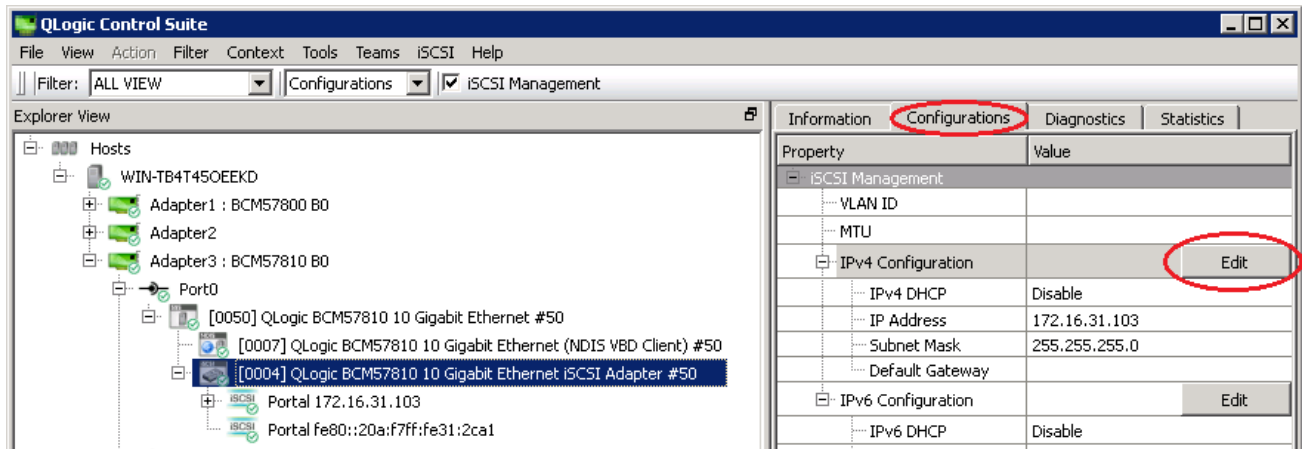 QLogic Control Suite
File View Action Filter Context Tools Teams iSCSI Help
Filter: ALL VIEW Configurations iSCSI Management
Explorer View
Hosts
WIN-TB4T45OEEKD
Adapter1 : BCM57800 B0
Adapter2
Adapter3 : BCM57810 B0
Port0
[0050] QLogic BCM57810 10 Gigabit Ethernet #50
[0007] QLogic BCM57810 10 Gigabit Ethernet (NDIS VBD Client) #50
[0004] QLogic BCM57810 10 Gigabit Ethernet iSCSI Adapter #50
Portal 172.16.31.103
Portal fe80::20a:f7ff:fe31:2ca1
Information Configurations Diagnostics Statistics
Property Value
iSCSI Management
VLAN ID
MTU
IPv4 Configuration Edit
IPv4 DHCP Disable
IP Address 172.16.31.103
Subnet Mask 255.255.255.0
Default Gateway
IPv6 Configuration Edit
IPv6 DHCP Disable